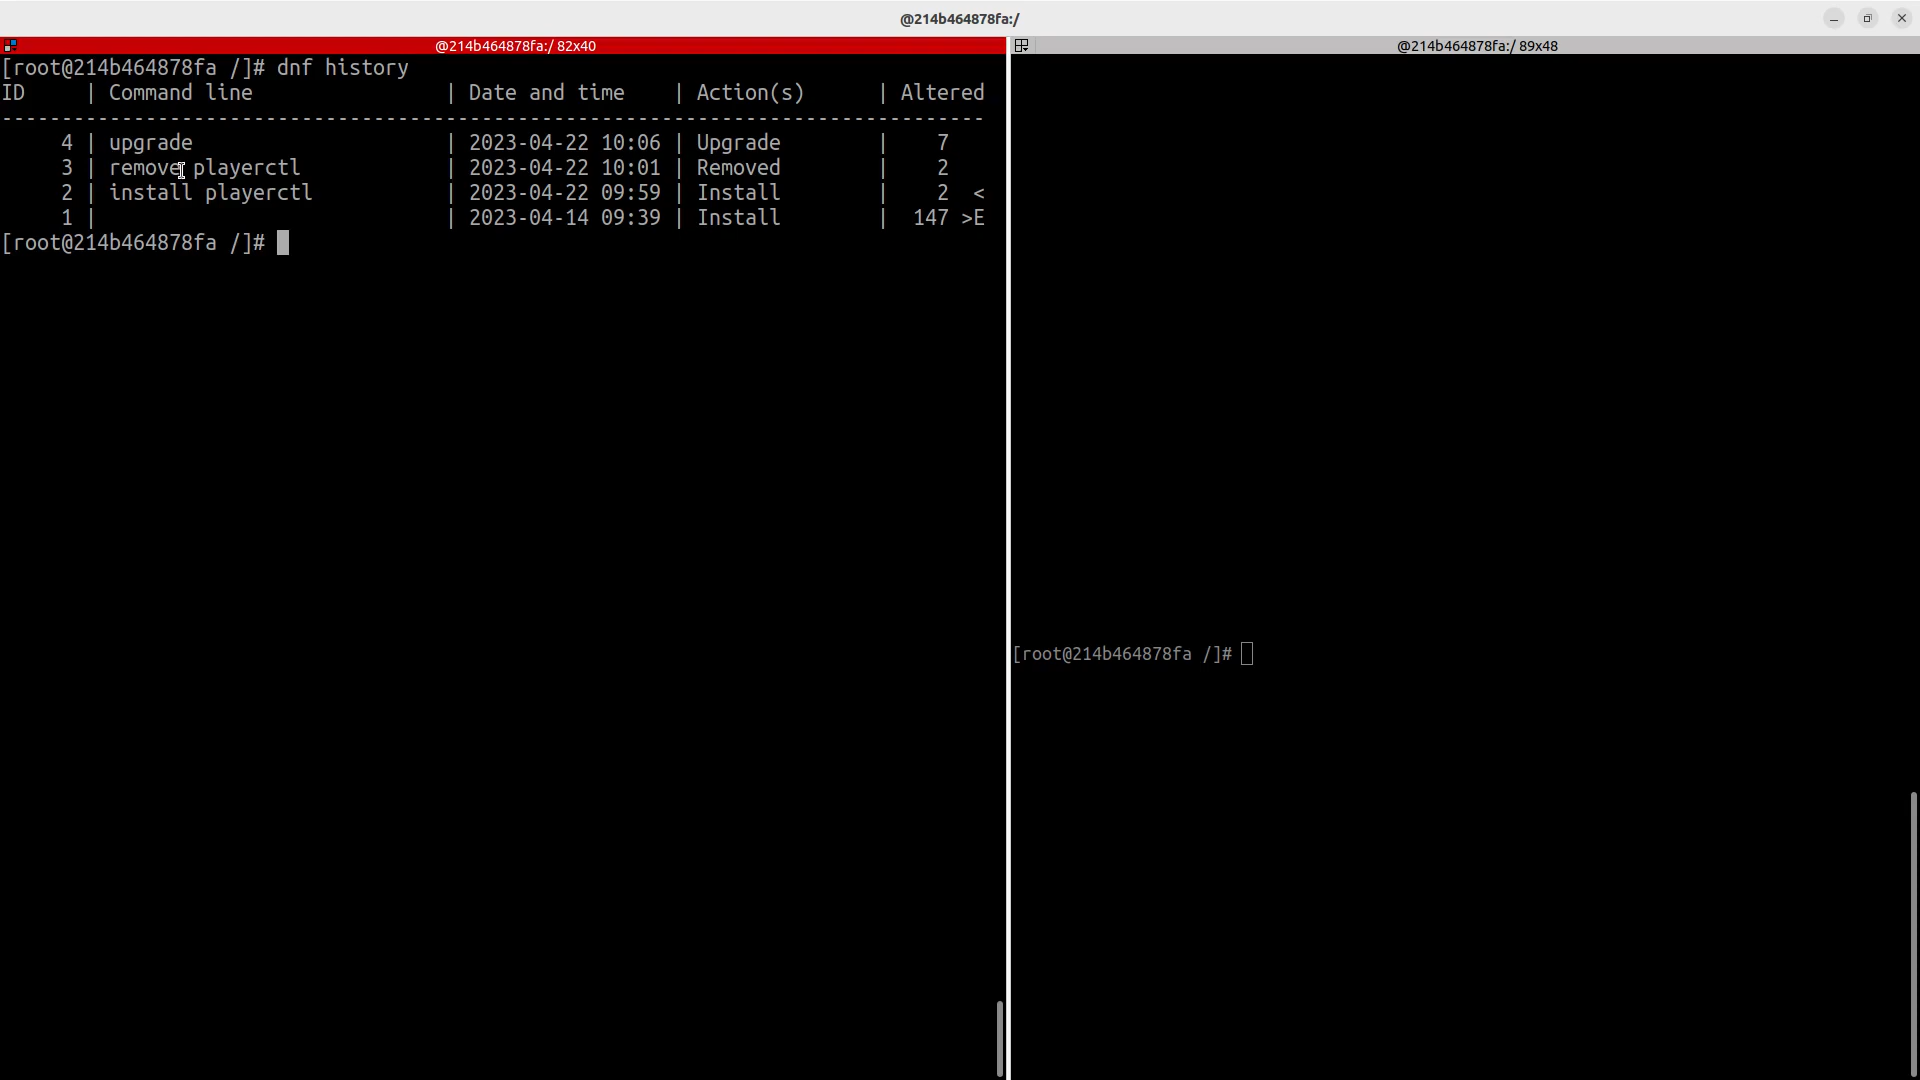 @214b464878fa:/
@214b464878fa:/ 82x40
[root@214b464878fa /]# dnf history
ID     | Command line                | Date and time    | Action(s)      | Altered
----------------------------------------------------------------------------------
     4 | upgrade                     | 2023-04-22 10:06 | Upgrade        |    7
     3 | remove playerctl            | 2023-04-22 10:01 | Removed        |    2
     2 | install playerctl           | 2023-04-22 09:59 | Install        |    2  <
     1 |                             | 2023-04-14 09:39 | Install        |  147 >E
[root@214b464878fa /]#
@214b464878fa:/ 89x48
[root@214b464878fa /]#